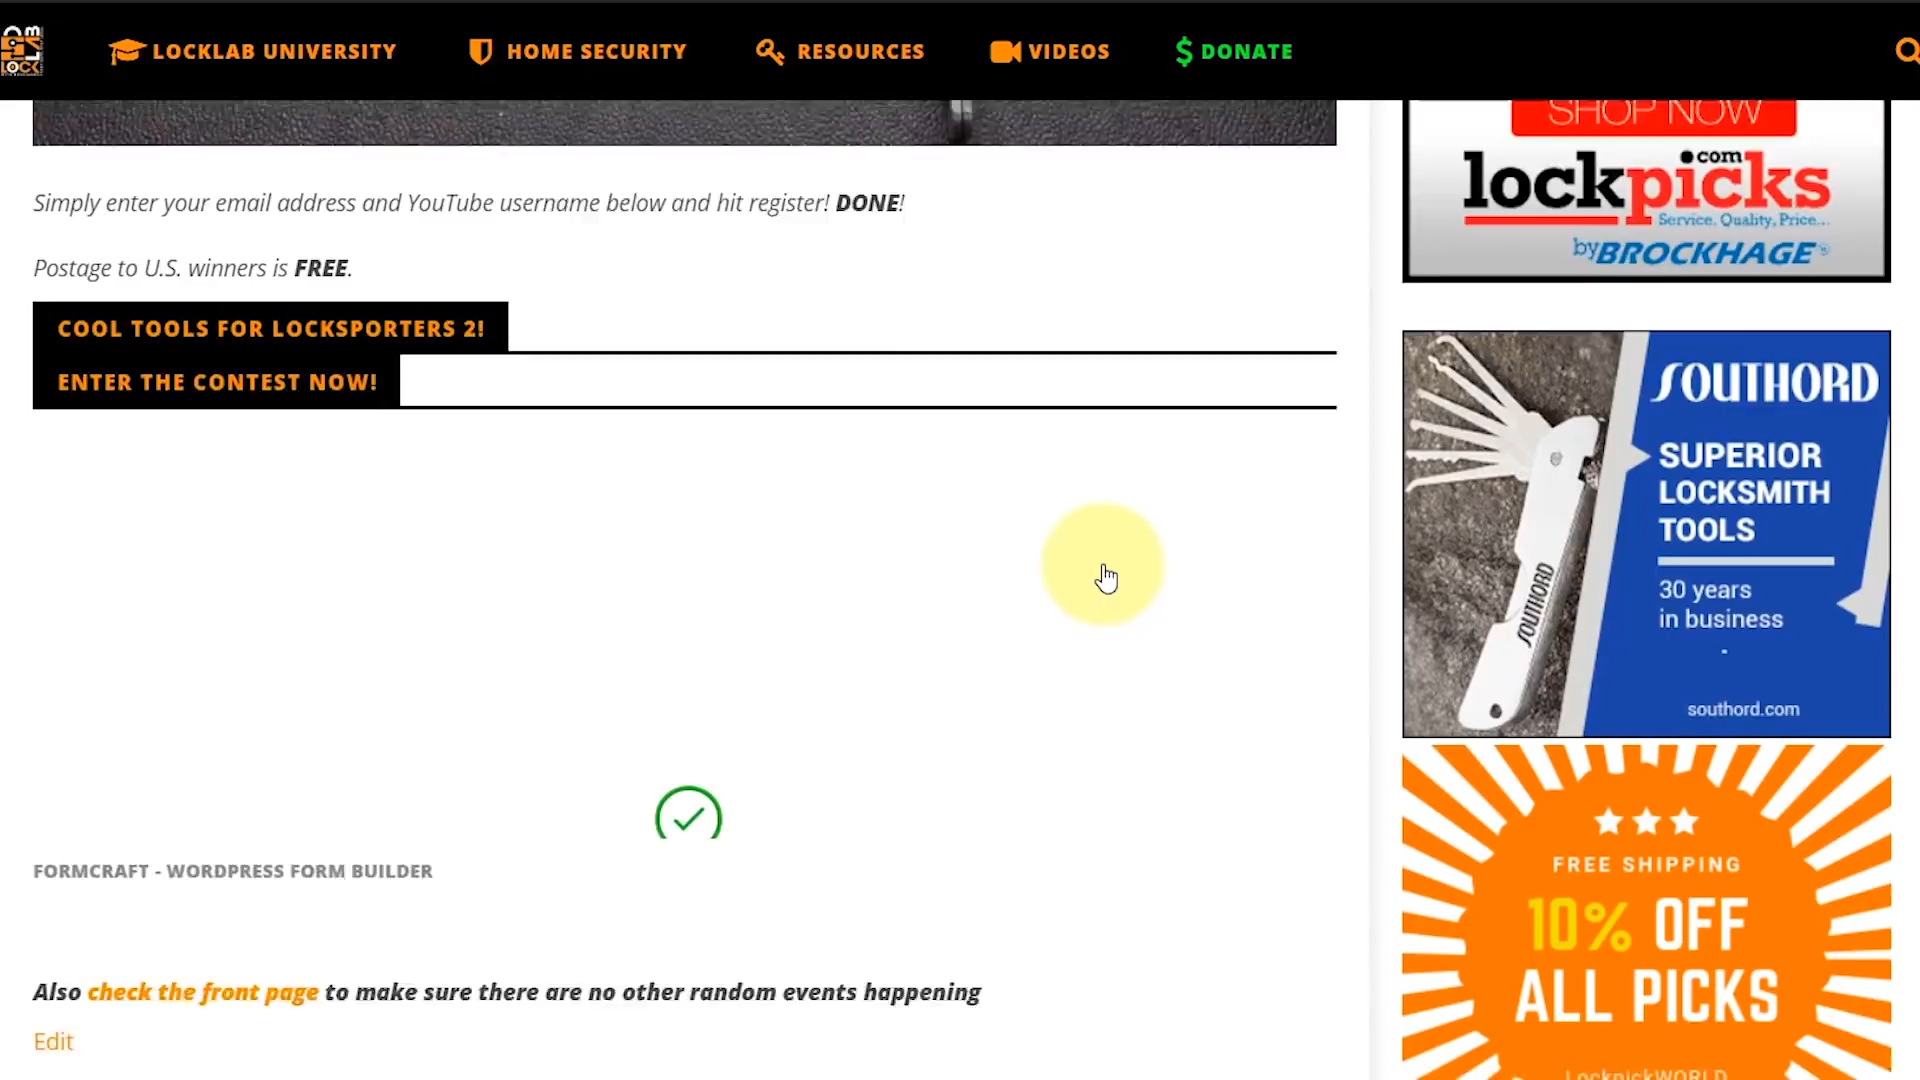 LOCK
LOCKLAB UNIVERSITY
HOME SECURITY
RESOURCES
VIDEOS
$ DONATE
Simply enter your email address and YouTube username below and hit register! DONE!
Postage to U.S. winners is FREE.
COOL TOOLS FOR LOCKSPORTERS 2!
ENTER THE CONTEST NOW!
FORMCRAFT - WORDPRESS FORM BUILDER
Also check the front page to make sure there are no other random events happening
Edit
SHOP NOW
.com
lockpicks
Service. Quality, Price...
by BROCKHAGE®
SOUTHORD
SUPERIOR
LOCKSMITH
TOOLS
30 years
in business
SOUTHORD
southord.com
FREE SHIPPING
10% OFF
ALL PICKS
LockpickWORLD